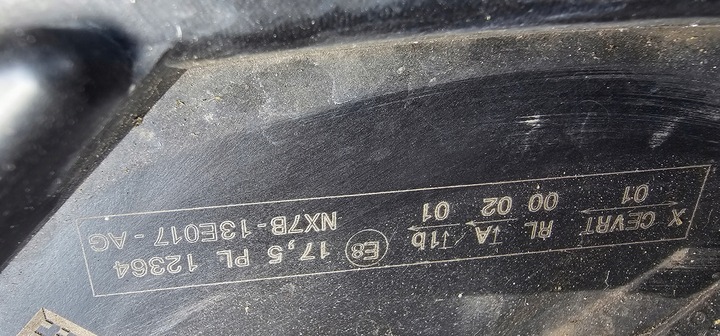 X CEVRT RL ↑A/↑1b E8 17,5 PL 12364
01 00 02 01 NX7B-13E017 - AG